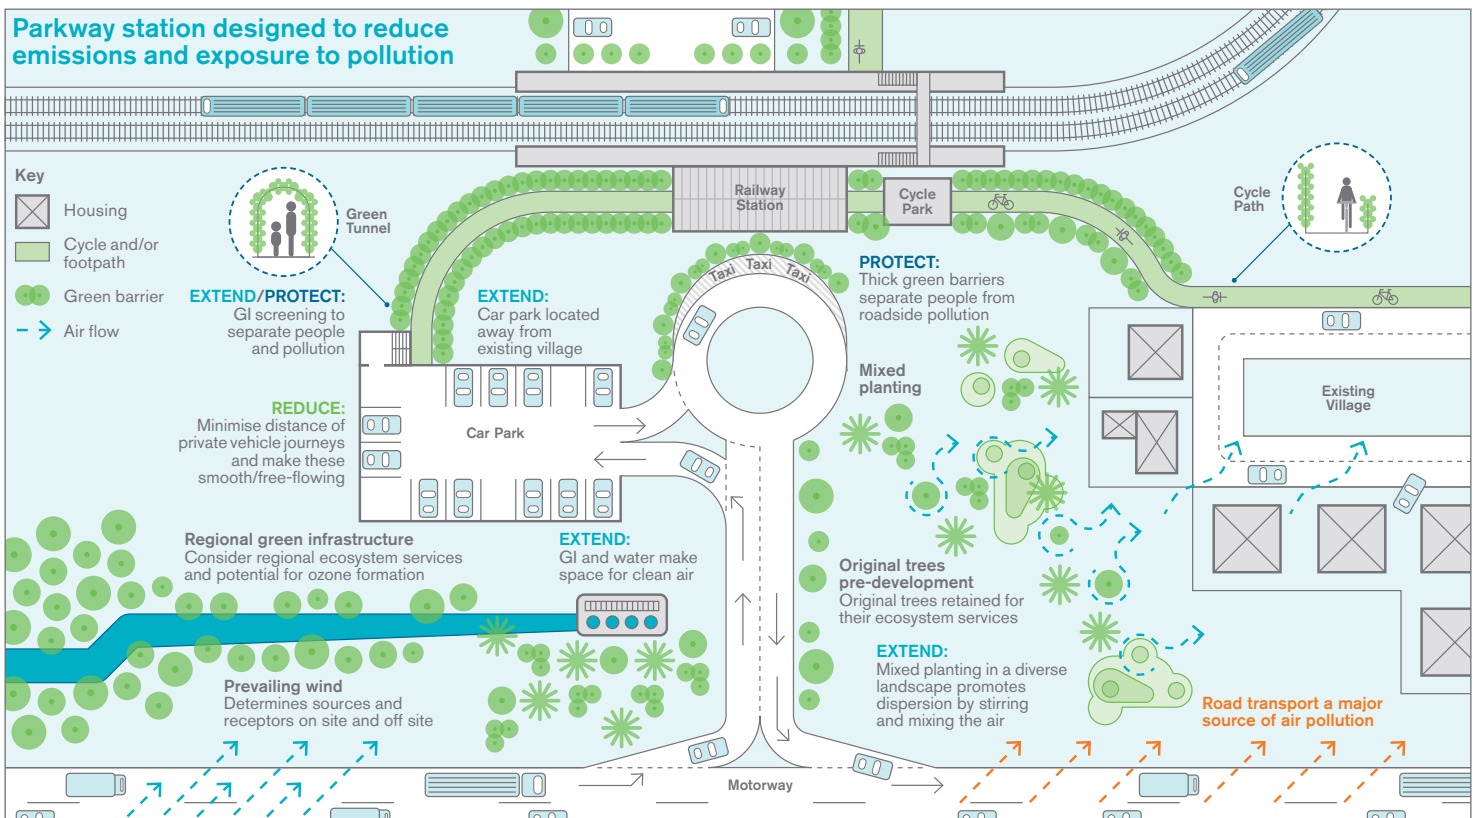 Parkway station designed to reduce
emissions and exposure to pollution
Key
Housing
Cycle and/or
footpath
Green barrier
Air flow
Green
Tunnel
Railway
Station
Cycle
Park
Cycle
Path
Taxi
Taxi
Taxi
EXTEND/PROTECT:
GI screening to
separate people
and pollution
EXTEND:
Car park located
away from
existing village
PROTECT:
Thick green barriers
separate people from
roadside pollution
Mixed
planting
Existing
Village
REDUCE:
Minimise distance of
private vehicle journeys
and make these
smooth/free-flowing
Car Park
Regional green infrastructure
Consider regional ecosystem services
and potential for ozone formation
EXTEND:
GI and water make
space for clean air
Original trees
pre-development
Original trees retained for
their ecosystem services
EXTEND:
Mixed planting in a diverse
landscape promotes
dispersion by stirring
and mixing the air
Prevailing wind
Determines sources and
receptors on site and off site
Road transport a major
source of air pollution
Motorway